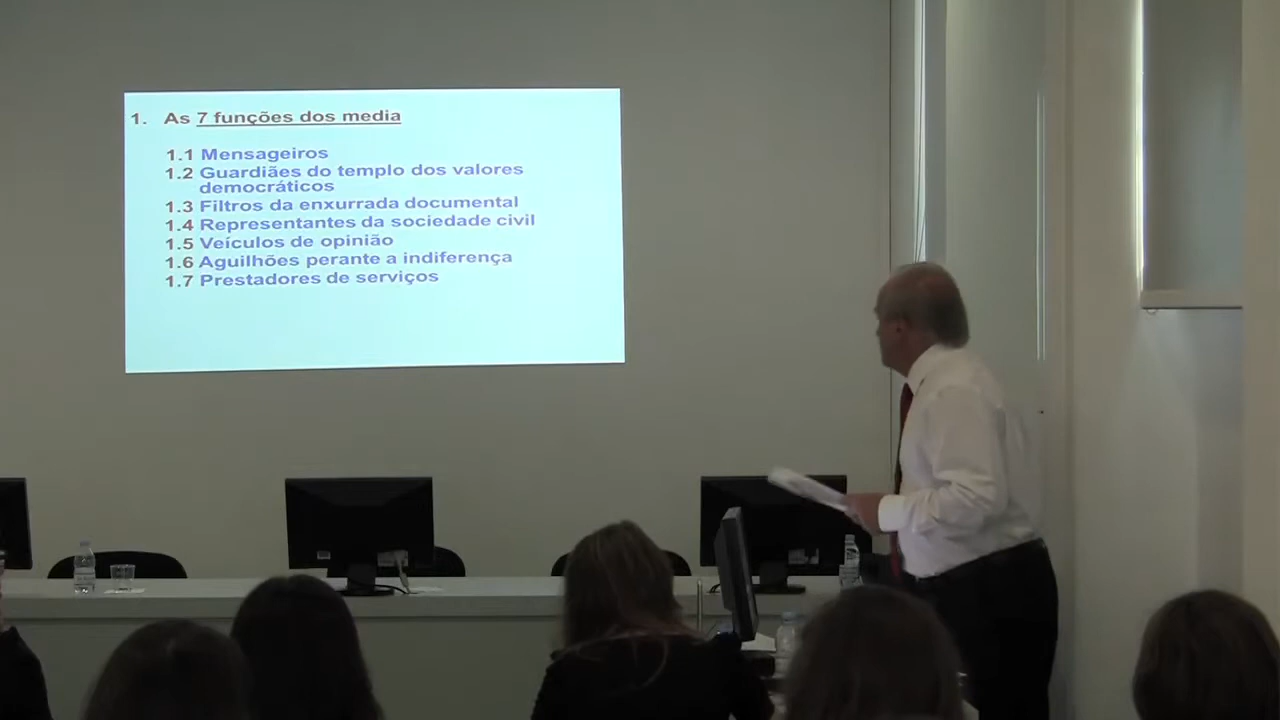 1. As 7 funções dos media
1.1 Mensageiros
1.2 Guardiães do templo dos valores
democráticos
1.3 Filtros da enxurrada documental
1.4 Representantes da sociedade civil
1.5 Veículos de opinião
1.6 Aguilhões perante a indiferença
1.7 Prestadores de serviços